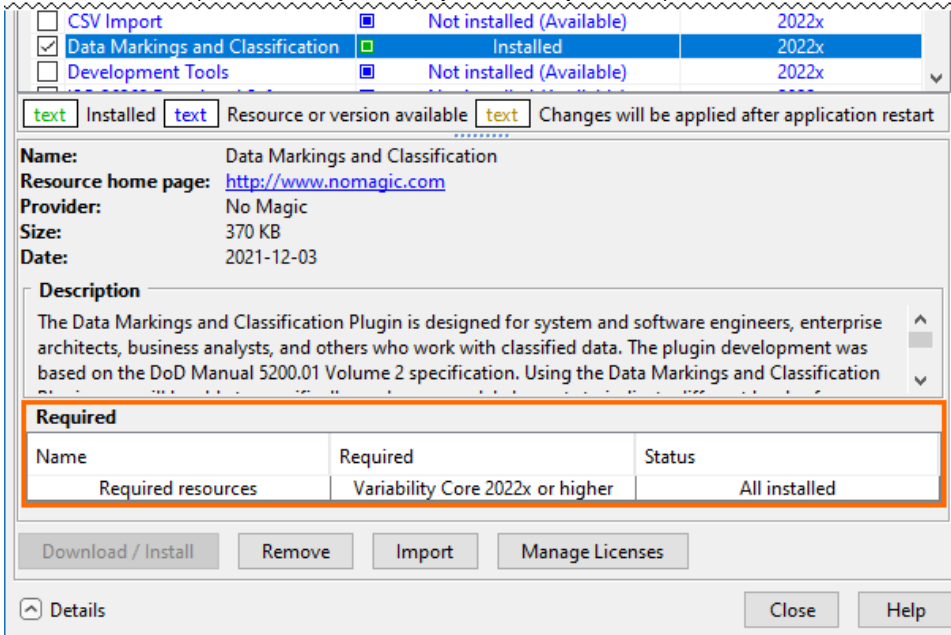 CSV Import Not installed (Available) 2022x
Data Markings and Classification Installed 2022x
Development Tools Not installed (Available) 2022x
text Installed text Resource or version available text Changes will be applied after application restart
Name: Data Markings and Classification
Resource home page: http://www.nomagic.com
Provider: No Magic
Size: 370 KB
Date: 2021-12-03
Description
The Data Markings and Classification Plugin is designed for system and software engineers, enterprise
architects, business analysts, and others who work with classified data. The plugin development was
based on the DoD Manual 5200.01 Volume 2 specification. Using the Data Markings and Classification
Required
Name Required Status
Required resources Variability Core 2022x or higher All installed
Download / Install Remove Import Manage Licenses
Details Close Help